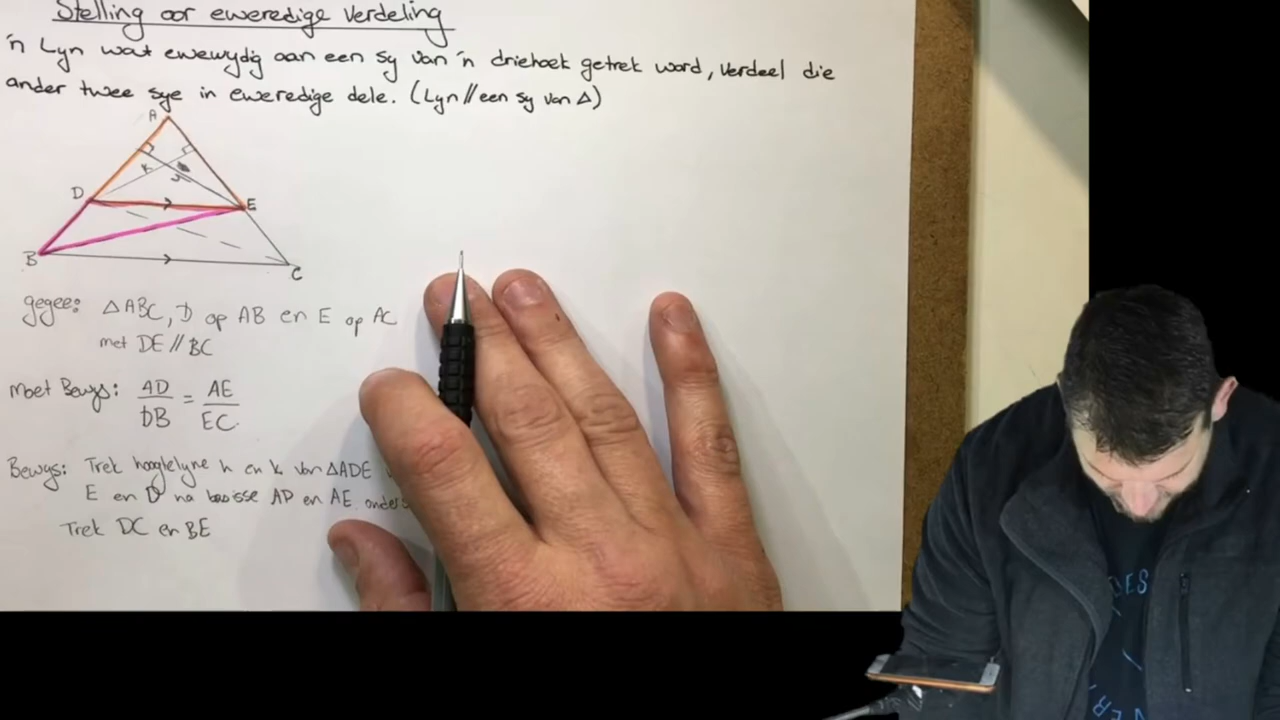 Stelling oor eweredige verdeling
'n Lyn wat ewewydig aan een sy van 'n driehoek getrek word, verdeel die
ander twee sye in eweredige dele. (Lyn // een sy van Δ)
A
K
D
E
B
C
gegee: ΔABC, D op AB en E op AC
met DE // BC
Moet Bewys: AD/DB = AE/EC
Bewys: Trek hoogtelyne h en k van ΔADE
E en D na basisse AD en AE.
Trek DC en BE